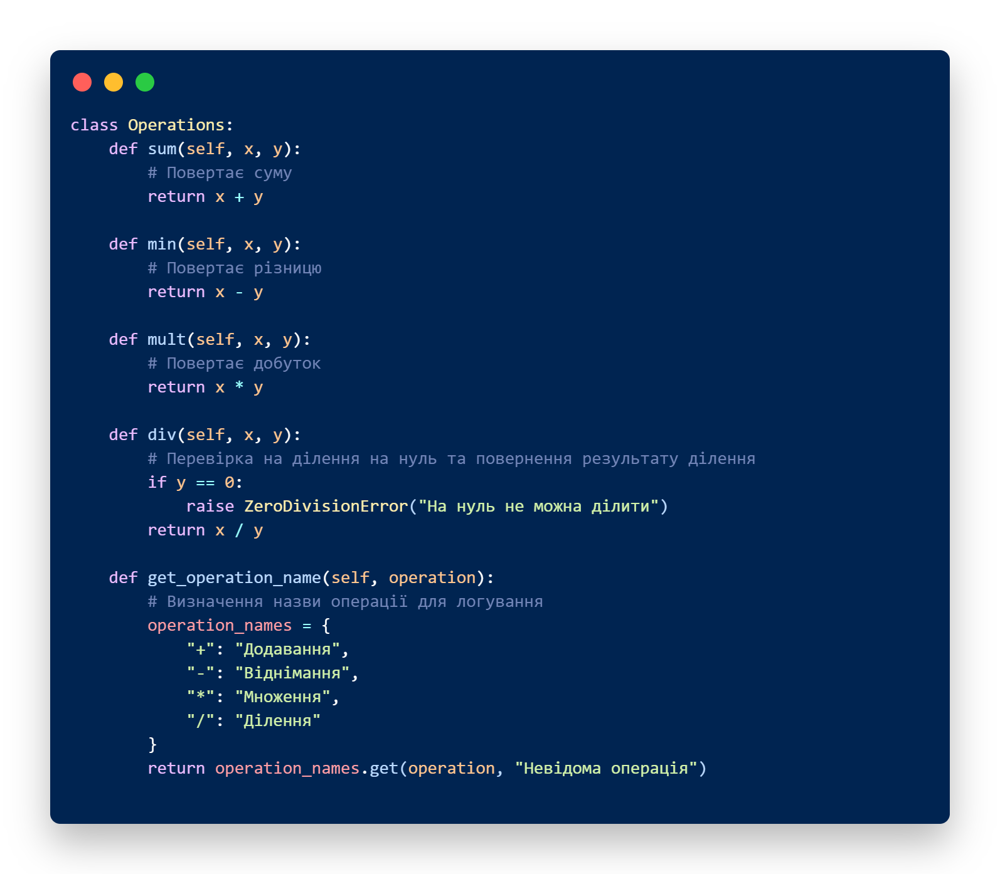 class Operations:
    def sum(self, x, y):
        # Повертає суму
        return x + y

    def min(self, x, y):
        # Повертає різницю
        return x - y

    def mult(self, x, y):
        # Повертає добуток
        return x * y

    def div(self, x, y):
        # Перевірка на ділення на нуль та повернення результату ділення
        if y == 0:
            raise ZeroDivisionError("На нуль не можна ділити")
        return x / y

    def get_operation_name(self, operation):
        # Визначення назви операції для логування
        operation_names = {
            "+": "Додавання",
            "-": "Віднімання",
            "*": "Множення",
            "/": "Ділення"
        }
        return operation_names.get(operation, "Невідома операція")